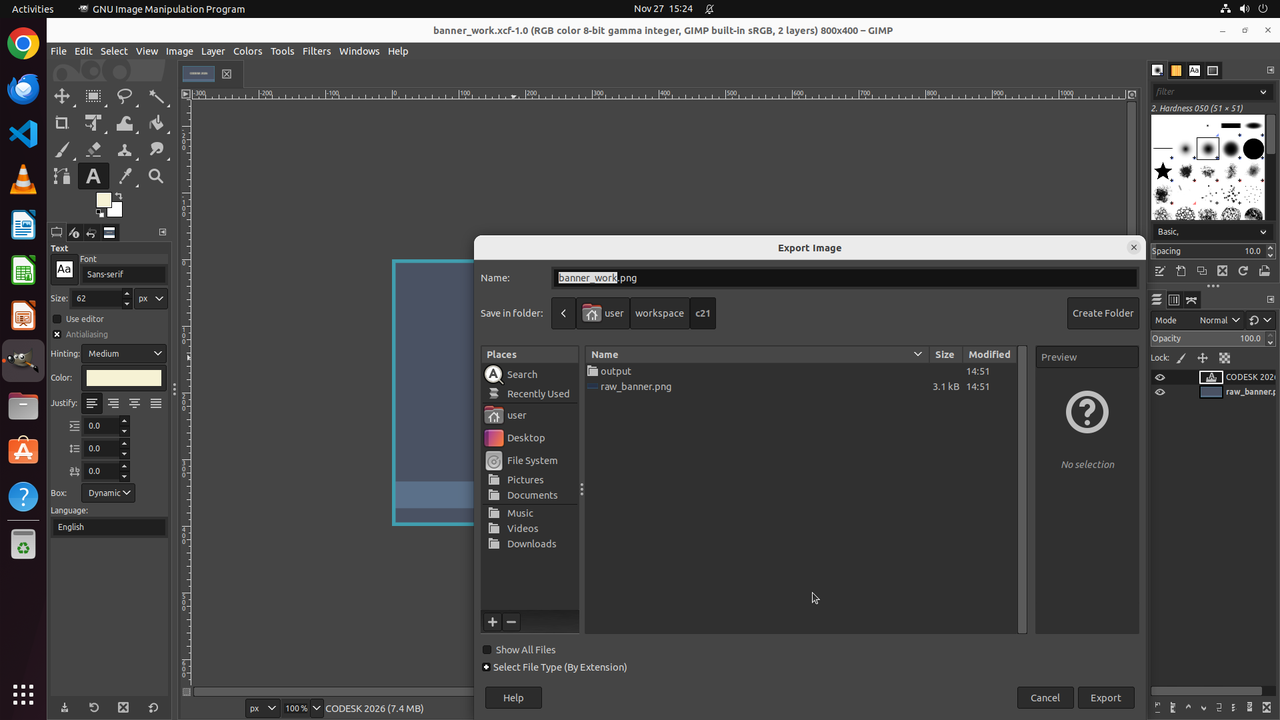 Activities
GNU Image Manipulation Program
Nov 27 15:24
banner_work.xcf-1.0 (RGB color 8-bit gamma integer, GIMP built-in sRGB, 2 layers) 800x400 – GIMP
File Edit Select View Image Layer Colors Tools Filters Windows Help
filter
2. Hardness 050 (51 × 51)
Basic,
Spacing 10.0
Mode Normal
Opacity 100.0
Lock:
CODESK 2026
raw_banner.p
Text
Font
Aa
Sans-serif
Size: 62 px
Use editor
Antialiasing
Hinting: Medium
Color:
Justify:
0.0
0.0
0.0
Box: Dynamic
Language:
English
Export Image
Name: banner_work.png
Save in folder: user workspace c21
Create Folder
Places
Search
Recently Used
user
Desktop
File System
Pictures
Documents
Music
Videos
Downloads
Name Size Modified
output 14:51
raw_banner.png 3.1 kB 14:51
Preview
No selection
Show All Files
Select File Type (By Extension)
Help
Cancel
Export
px 100 % CODESK 2026 (7.4 MB)